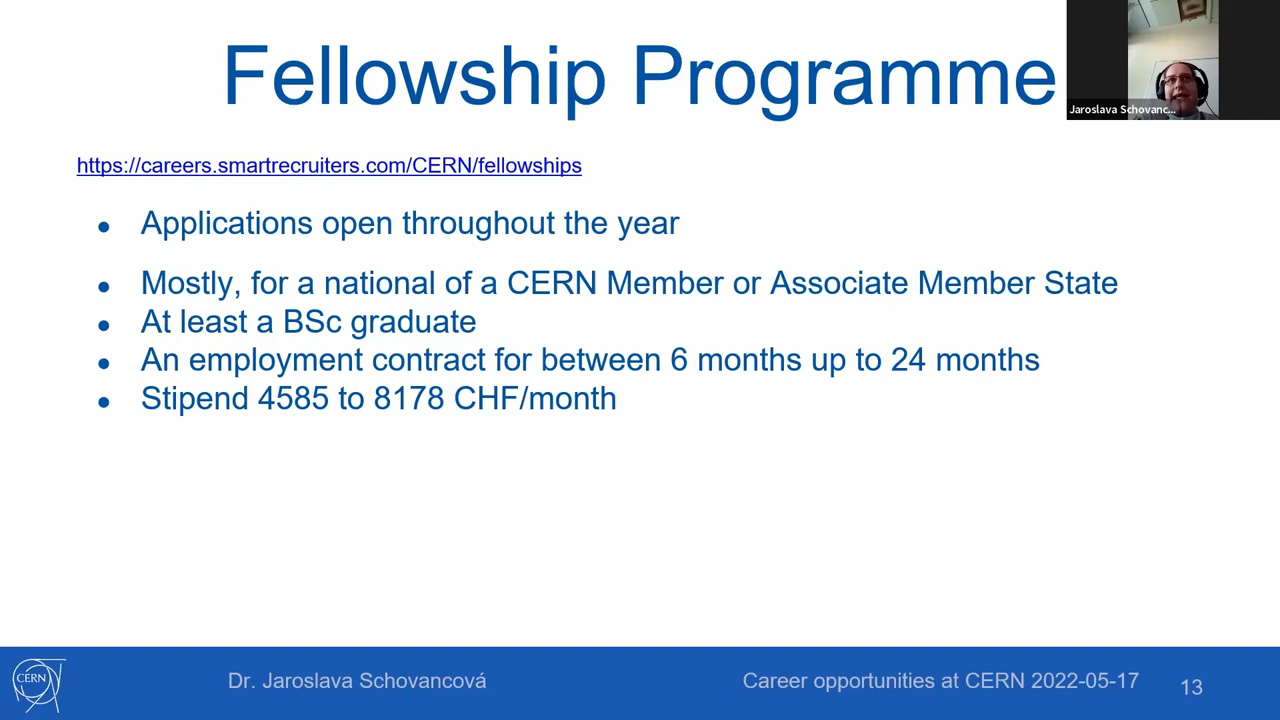 Fellowship Programme
Jaroslava Schovanc...
https://careers.smartrecruiters.com/CERN/fellowships
● Applications open throughout the year
● Mostly, for a national of a CERN Member or Associate Member State
● At least a BSc graduate
● An employment contract for between 6 months up to 24 months
● Stipend 4585 to 8178 CHF/month
CERN
Dr. Jaroslava Schovancová
Career opportunities at CERN 2022-05-17
13